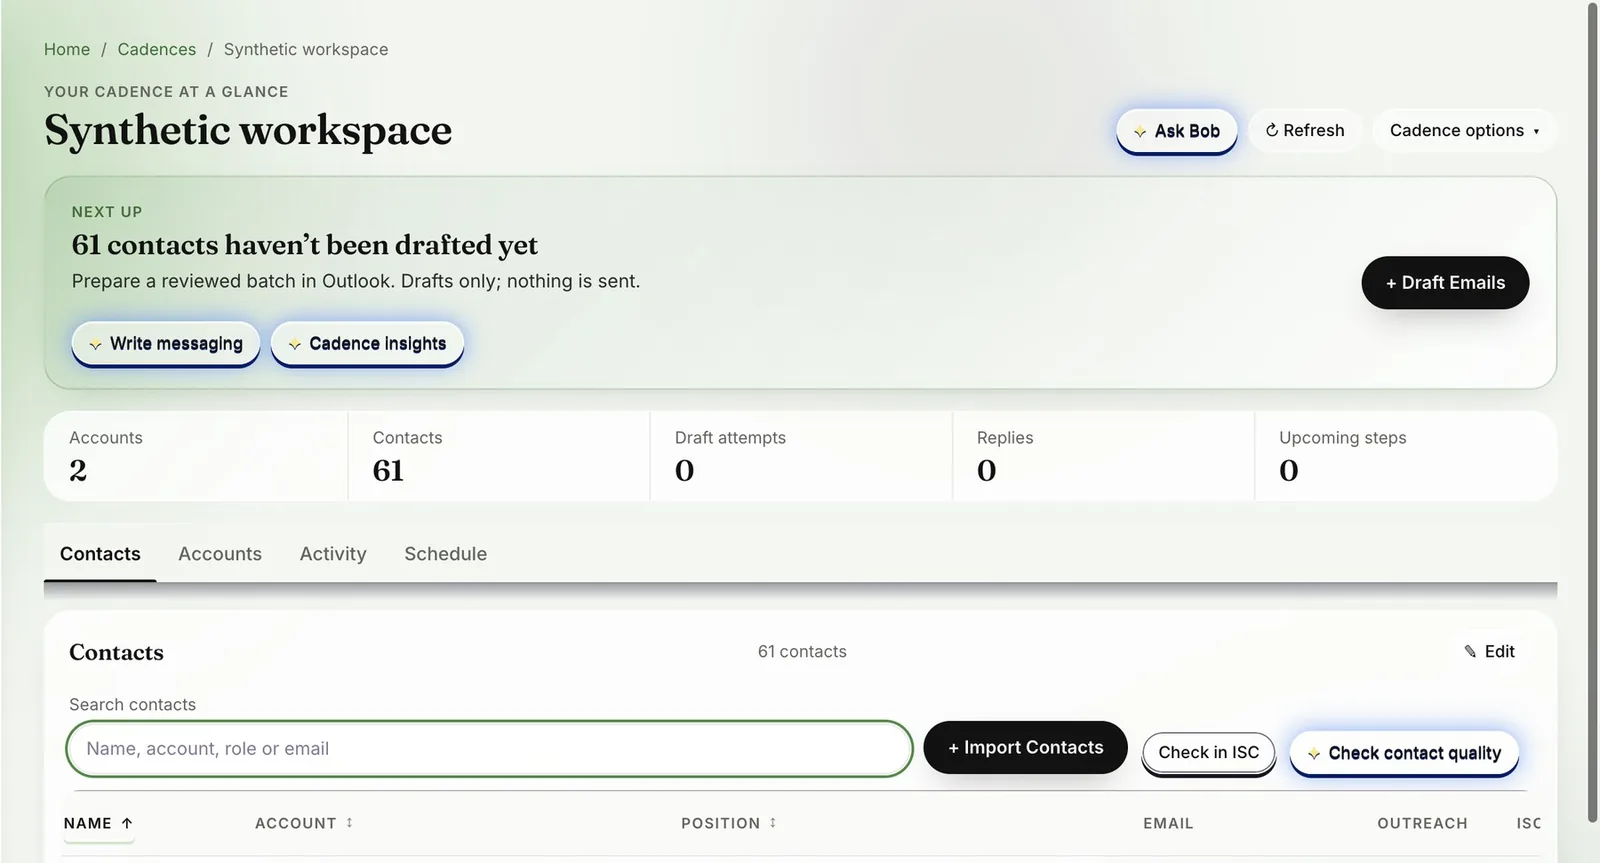 Home / Cadences / Synthetic workspace
YOUR CADENCE AT A GLANCE
Synthetic workspace
Ask Bob
Refresh
Cadence options
NEXT UP
61 contacts haven’t been drafted yet
Prepare a reviewed batch in Outlook. Drafts only; nothing is sent.
+ Draft Emails
Write messaging
Cadence insights
Accounts
2
Contacts
61
Draft attempts
0
Replies
0
Upcoming steps
0
Contacts
Accounts
Activity
Schedule
Contacts
61 contacts
Edit
Search contacts
Name, account, role or email
+ Import Contacts
Check in ISC
Check contact quality
NAME ↑
ACCOUNT ↕
POSITION ↕
EMAIL
OUTREACH
ISC